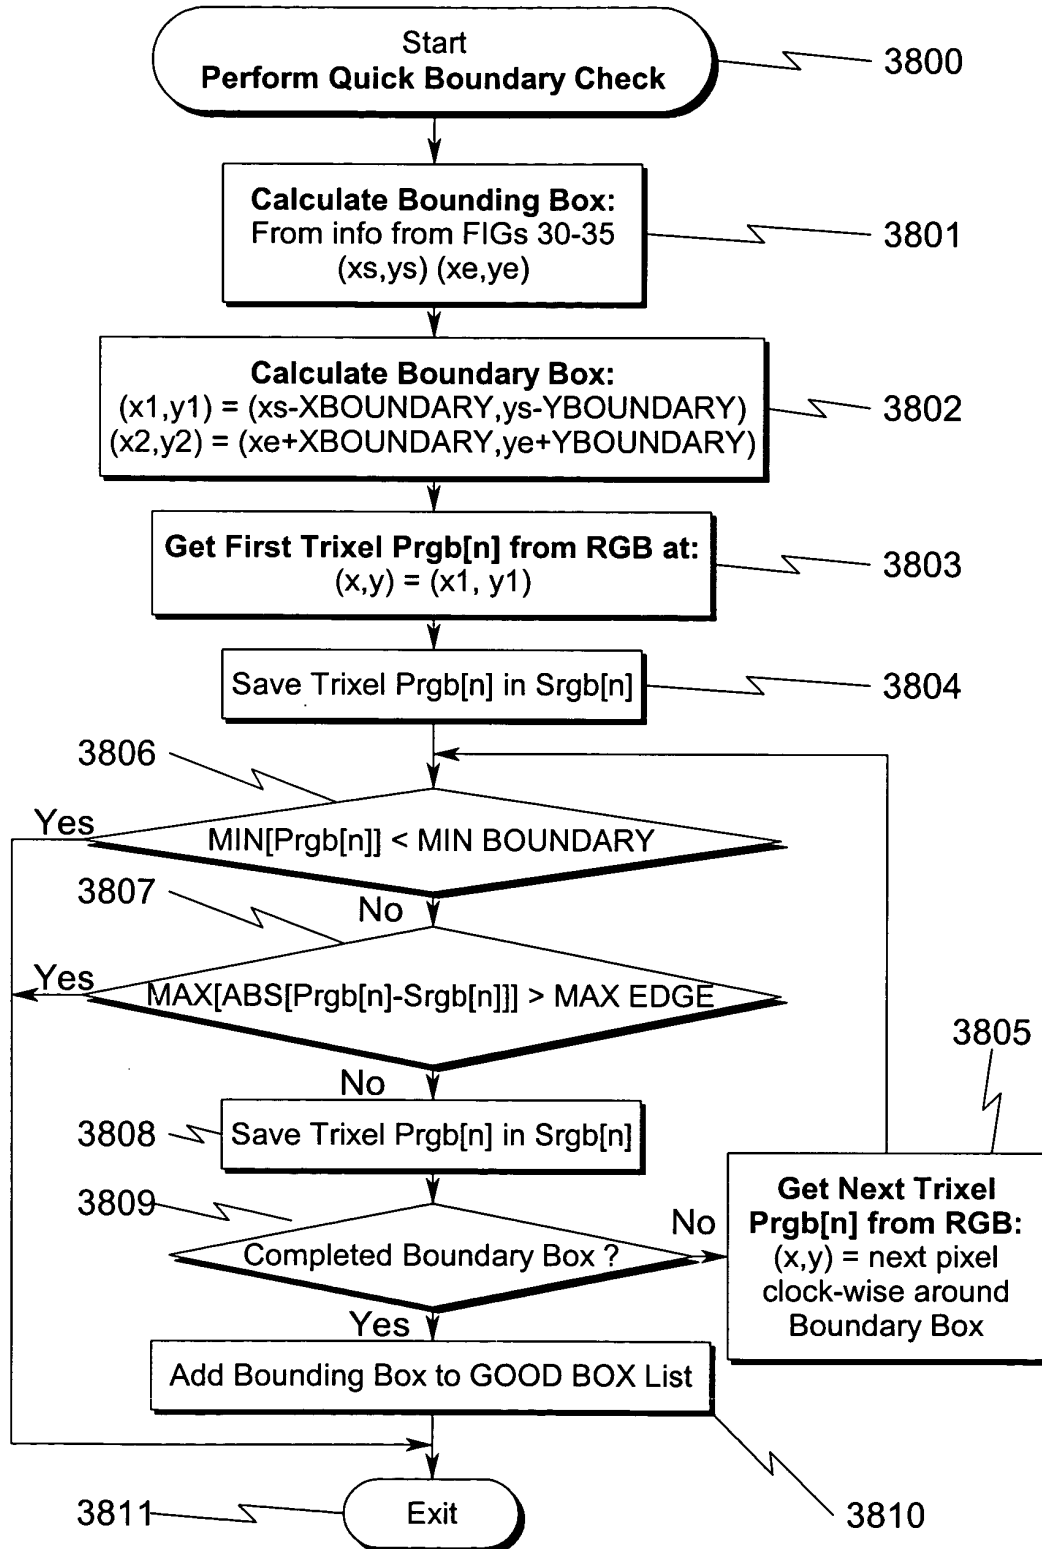 Start
Perform Quick Boundary Check
3800
Calculate Bounding Box:
From info from FIGs 30-35
(xs,ys) (xe,ye)
3801
Calculate Boundary Box:
(x1,y1) = (xs-XBOUNDARY,ys-YBOUNDARY)
(x2,y2) = (xe+XBOUNDARY,ye+YBOUNDARY)
3802
Get First Trixel Prgb[n] from RGB at:
(x,y) = (x1, y1)
3803
Save Trixel Prgb[n] in Srgb[n]
3804
3806
Yes
MIN[Prgb[n]] < MIN BOUNDARY
3807
No
Yes
MAX[ABS[Prgb[n]-Srgb[n]]] > MAX EDGE
3805
No
3808
Save Trixel Prgb[n] in Srgb[n]
Get Next Trixel
Prgb[n] from RGB:
(x,y) = next pixel
clock-wise around
Boundary Box
3809
No
Completed Boundary Box ?
Yes
Add Bounding Box to GOOD BOX List
3811
Exit
3810